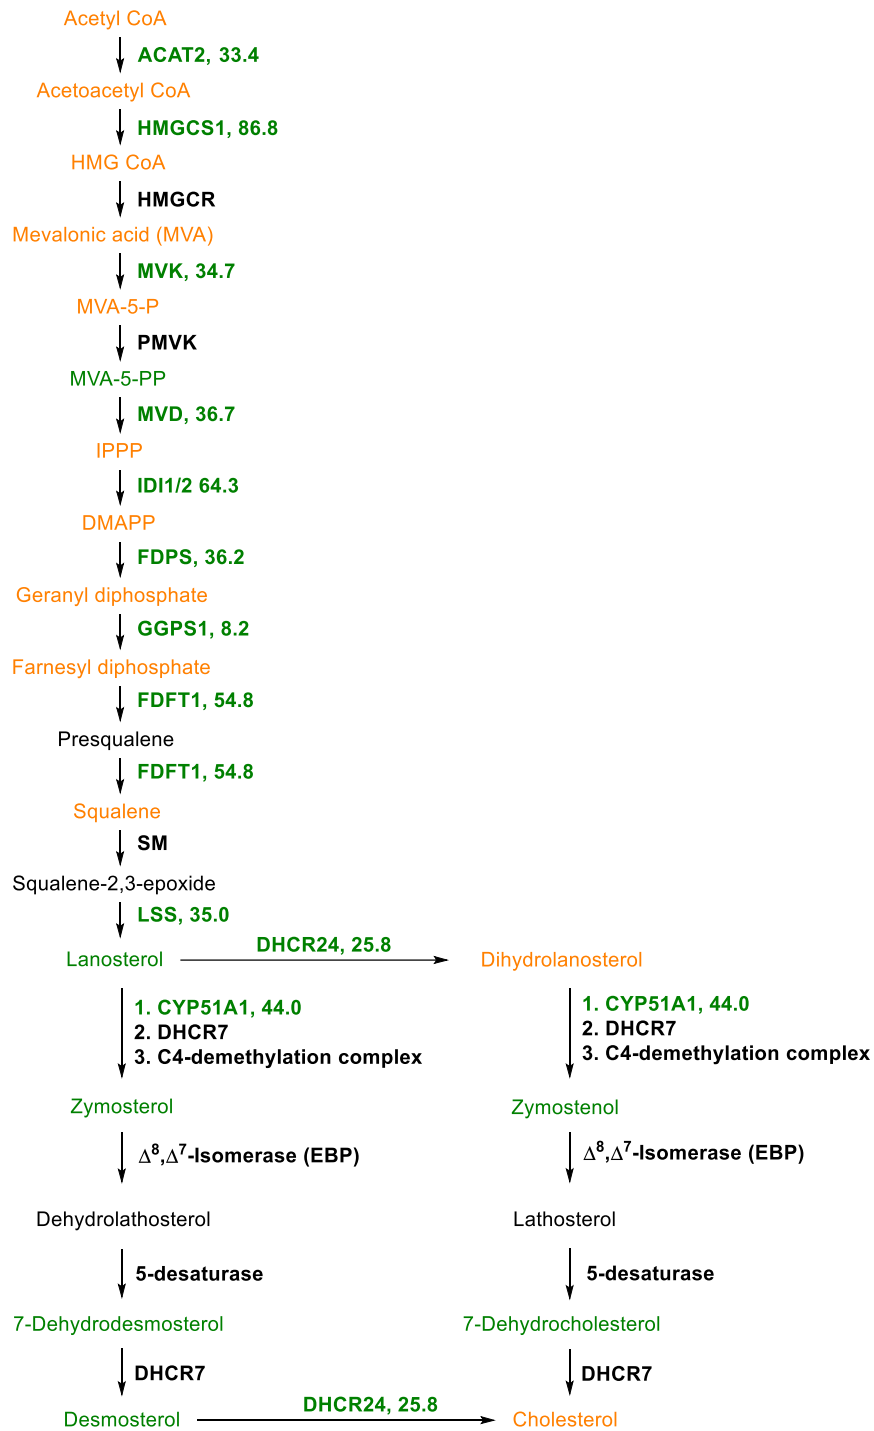 Acetyl CoA
ACAT2, 33.4
Acetoacetyl CoA
HMGCS1, 86.8
HMG CoA
HMGCR
Mevalonic acid (MVA)
MVK, 34.7
MVA-5-P
PMVK
MVA-5-PP
MVD, 36.7
IPPP
IDI1/2 64.3
DMAPP
FDPS, 36.2
Geranyl diphosphate
GGPS1, 8.2
Farnesyl diphosphate
FDFT1, 54.8
Presqualene
FDFT1, 54.8
Squalene
SM
Squalene-2,3-epoxide
LSS, 35.0
Lanosterol
DHCR24, 25.8
Dihydrolanosterol
1. CYP51A1, 44.0
2. DHCR7
3. C4-demethylation complex
1. CYP51A1, 44.0
2. DHCR7
3. C4-demethylation complex
Zymosterol
Zymostenol
Δ⁸,Δ⁷-Isomerase (EBP)
Δ⁸,Δ⁷-Isomerase (EBP)
Dehydrolathosterol
Lathosterol
5-desaturase
5-desaturase
7-Dehydrodesmosterol
7-Dehydrocholesterol
DHCR7
DHCR7
Desmosterol
DHCR24, 25.8
Cholesterol